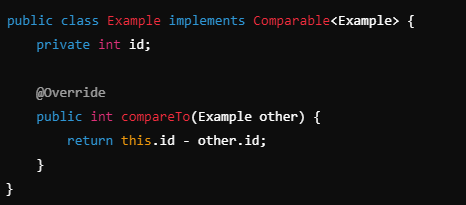 public class Example implements Comparable<Example> {
    private int id;

    @Override
    public int compareTo(Example other) {
        return this.id - other.id;
    }
}